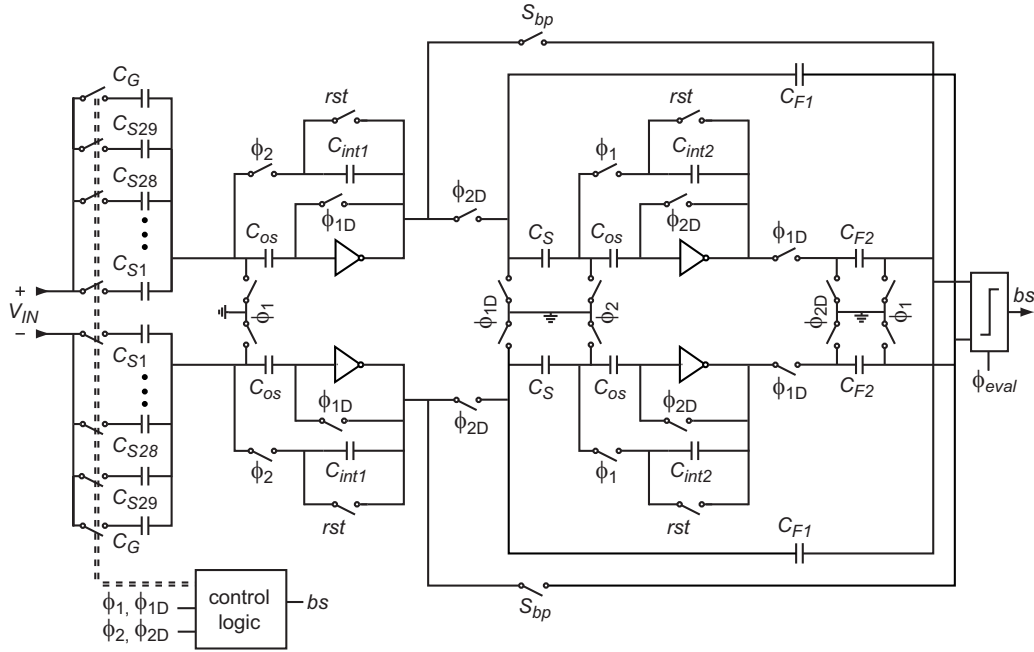 S_bp
C_G
C_F1
rst
rst
C_S29
ϕ2
C_int1
ϕ1
C_int2
C_S28
ϕ1D
ϕ2D
ϕ2D
C_os
C_S
C_os
ϕ1D
C_F2
C_S1
+
V_IN
−
ϕ1
ϕ1D
ϕ2
ϕ2D
ϕ1
bs
C_S1
C_os
C_S
C_os
ϕ1D
C_F2
ϕ_eval
ϕ1D
ϕ2D
ϕ2D
C_S28
ϕ2
C_int1
ϕ1
C_int2
C_S29
rst
rst
C_G
C_F1
S_bp
ϕ1, ϕ1D
ϕ2, ϕ2D
control
logic
bs